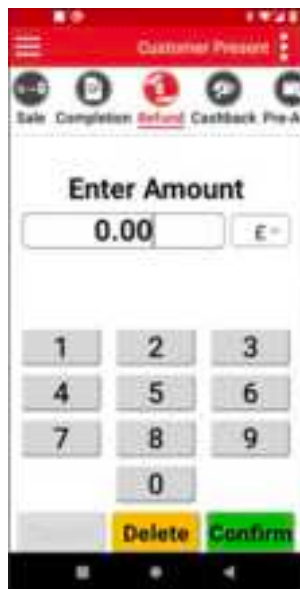 Customer Present
Sale Completion Refund Cashback Pre-A
Enter Amount
0.00 £
1 2 3
4 5 6
7 8 9
0
Delete Confirm